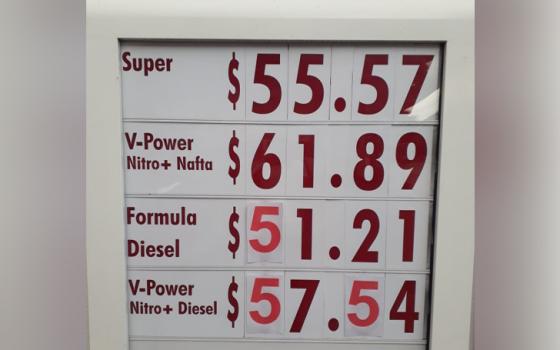 Super $55.57
V-Power
Nitro+ Nafta $61.89
Formula
Diesel $51.21
V-Power
Nitro+ Diesel $57.54